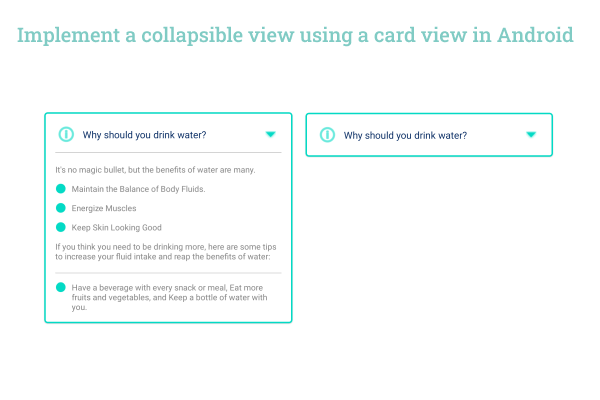 Implement a collapsible view using a card view in Android
Why should you drink water?
It's no magic bullet, but the benefits of water are many.
Maintain the Balance of Body Fluids.
Energize Muscles
Keep Skin Looking Good
If you think you need to be drinking more, here are some tips
to increase your fluid intake and reap the benefits of water:
Have a beverage with every snack or meal, Eat more
fruits and vegetables, and Keep a bottle of water with
you.
Why should you drink water?